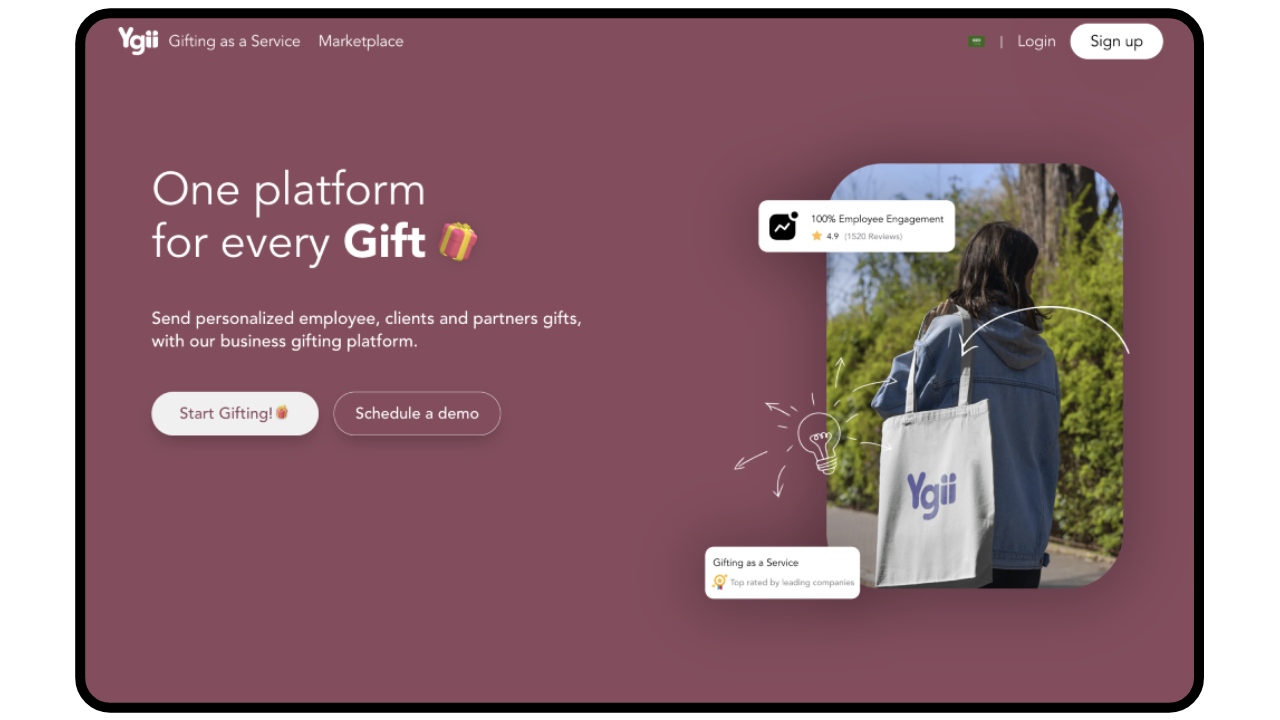 Ygii Gifting as a Service Marketplace | Login Sign up
One platform
for every Gift
Send personalized employee, clients and partners gifts,
with our business gifting platform.
Start Gifting! Schedule a demo
100% Employee Engagement
4.9 (1520 Reviews)
Ygii
Gifting as a Service
Top rated by leading companies